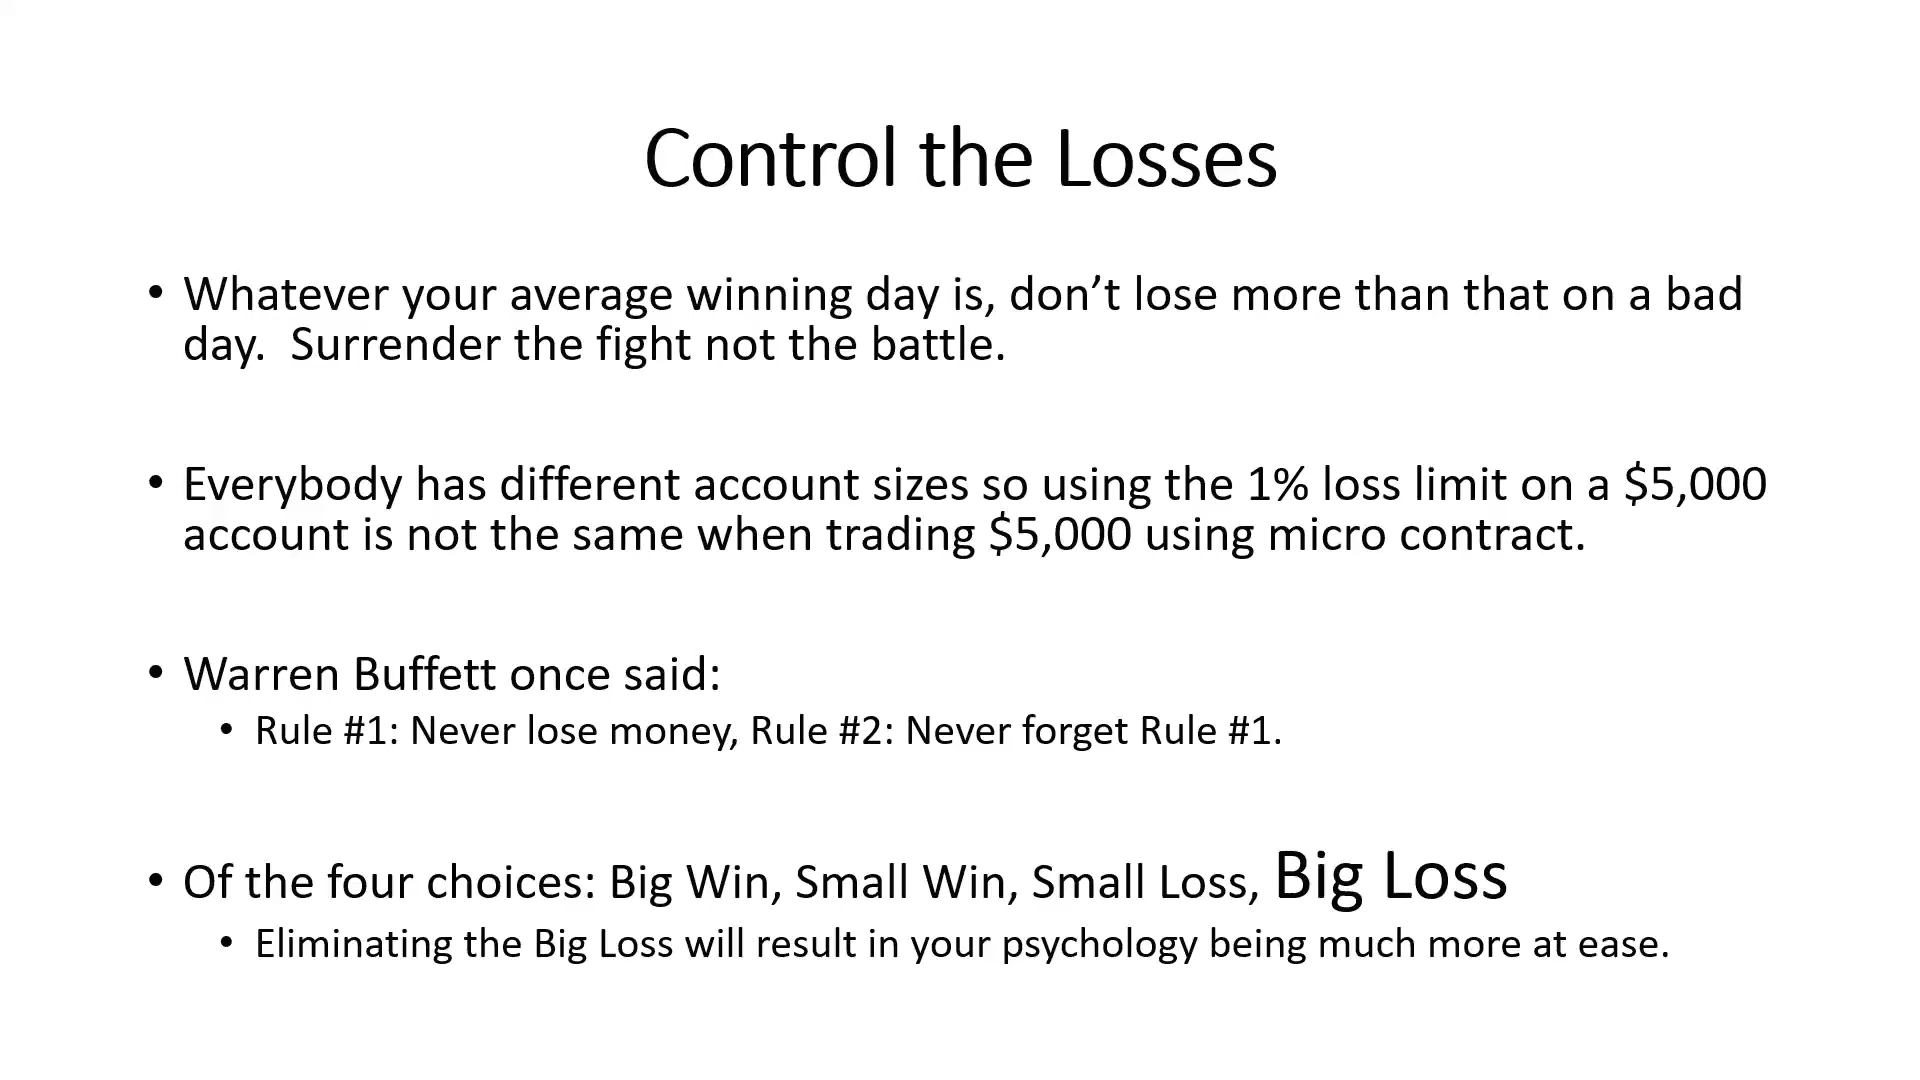 Control the Losses
• Whatever your average winning day is, don’t lose more than that on a bad
day.  Surrender the fight not the battle.
• Everybody has different account sizes so using the 1% loss limit on a $5,000
account is not the same when trading $5,000 using micro contract.
• Warren Buffett once said:
• Rule #1: Never lose money, Rule #2: Never forget Rule #1.
• Of the four choices: Big Win, Small Win, Small Loss, Big Loss
• Eliminating the Big Loss will result in your psychology being much more at ease.